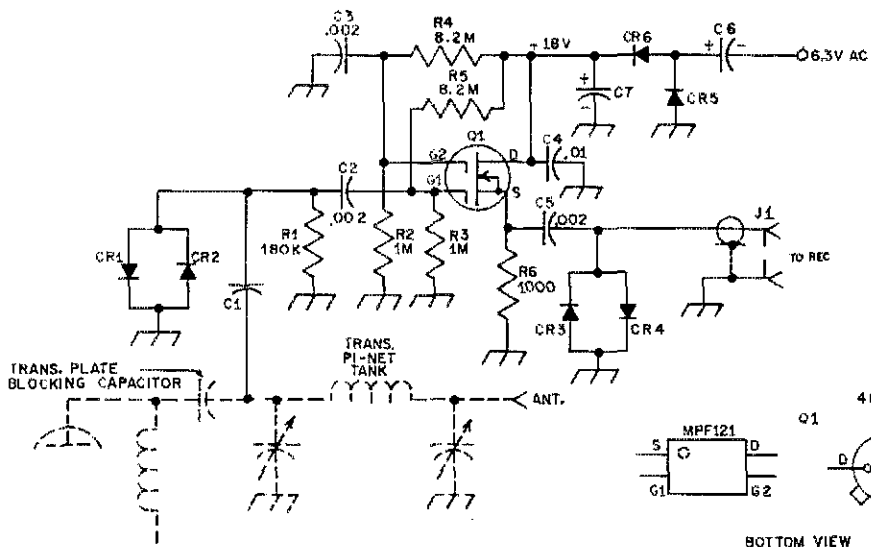 C3
.002
R4
8.2M
R5
8.2M
+18V
CR6
C6
+ -
6.3V AC
+
C7
-
CR5
Q1
G2
D
C4
.01
G1
S
C2
.002
C5
.002
J1
TO REC
R1
180K
R2
1M
R3
1M
R6
1000
CR1
CR2
C1
CR3
CR4
TRANS. PLATE
BLOCKING CAPACITOR
TRANS.
PI-NET
TANK
ANT.
Q1
MPF121
S
D
G1
G2
D
BOTTOM VIEW